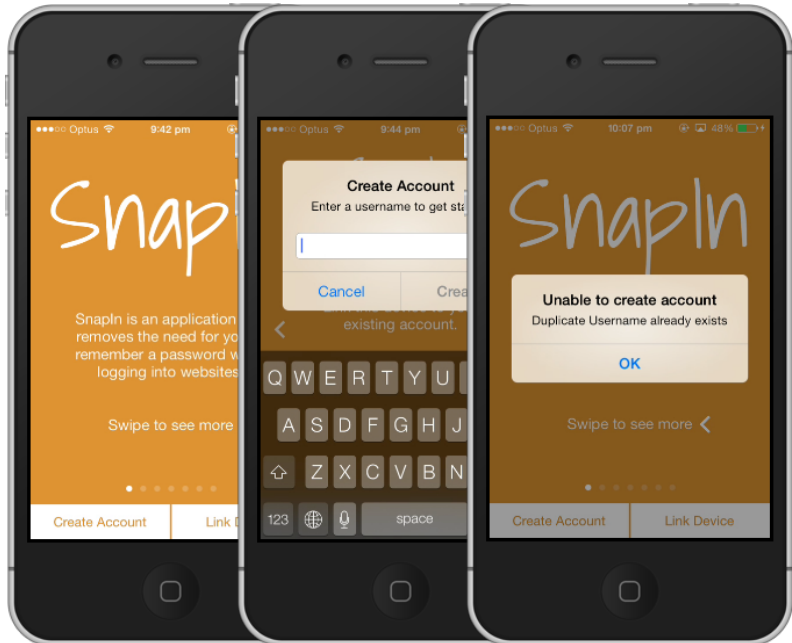 Optus 9:42 pm
SnapIn
SnapIn is an application
removes the need for
remember a password
logging into websites
Swipe to see more
Create Account
Link
Optus 9:44 pm
Create Account
Enter a username to get
Cancel
existing account.
Q W E R T Y U
A S D F G H J
Z X C V B N
123 space
Optus 10:07 pm 48%
SnapIn
Unable to create account
Duplicate Username already exists
OK
Swipe to see more
Create Account Link Device